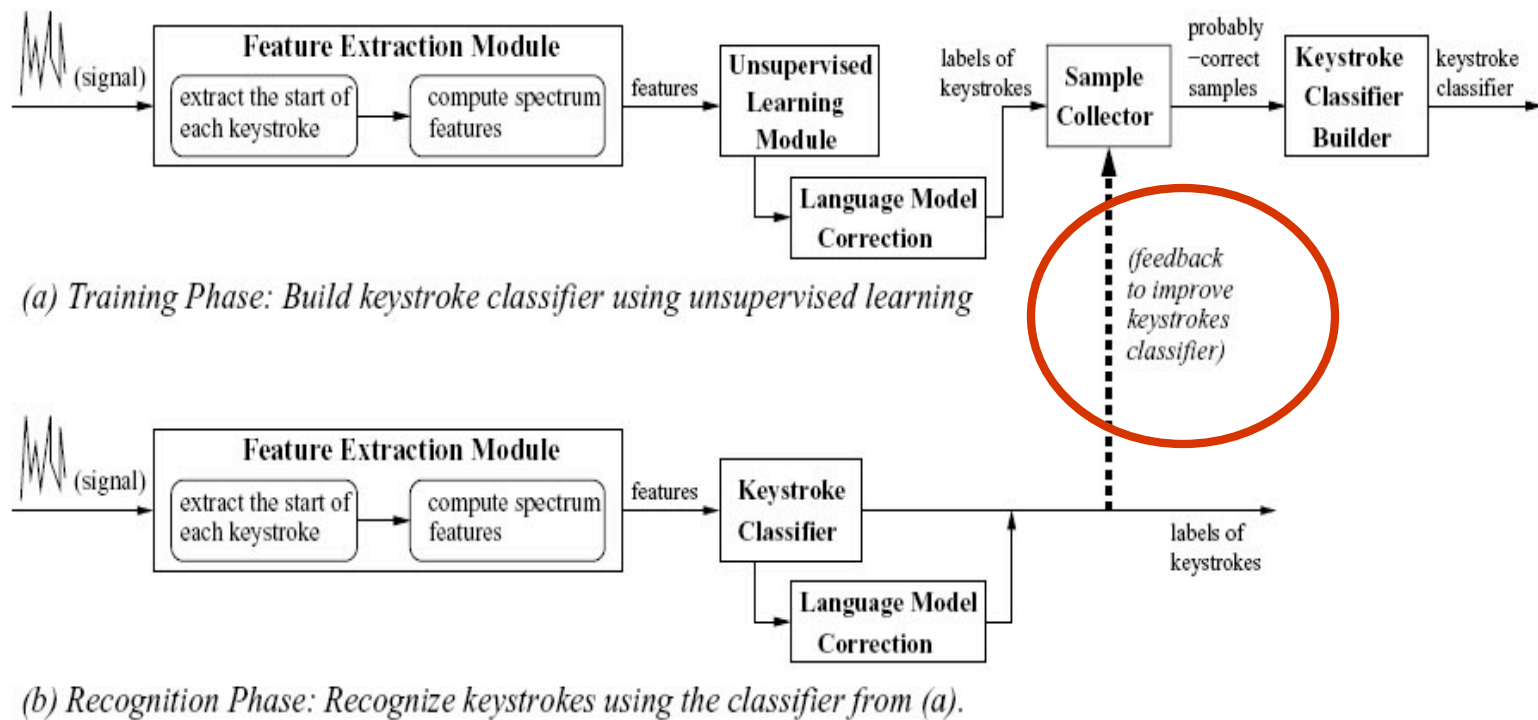 Feature Extraction Module
(signal)
extract the start of
each keystroke
compute spectrum
features
features
Unsupervised
Learning
Module
Language Model
Correction
labels of
keystrokes
Sample
Collector
probably
-correct
samples
Keystroke
Classifier
Builder
keystroke
classifier
(a) Training Phase: Build keystroke classifier using unsupervised learning
(feedback
to improve
keystrokes
classifier)
Feature Extraction Module
(signal)
extract the start of
each keystroke
compute spectrum
features
features
Keystroke
Classifier
Language Model
Correction
labels of
keystrokes
(b) Recognition Phase: Recognize keystrokes using the classifier from (a).